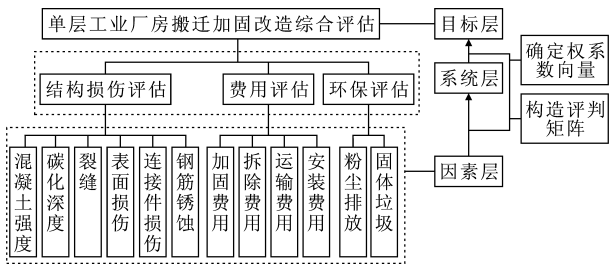 单层工业厂房搬迁加固改造综合评估
目标层
确定权系
数向量
结构损伤评估
费用评估
环保评估
系统层
构造评判
矩阵
混凝土强度
碳化深度
裂缝
表面损伤
连接件损伤
钢筋锈蚀
加固费用
拆除费用
运输费用
安装费用
粉尘排放
固体垃圾
因素层